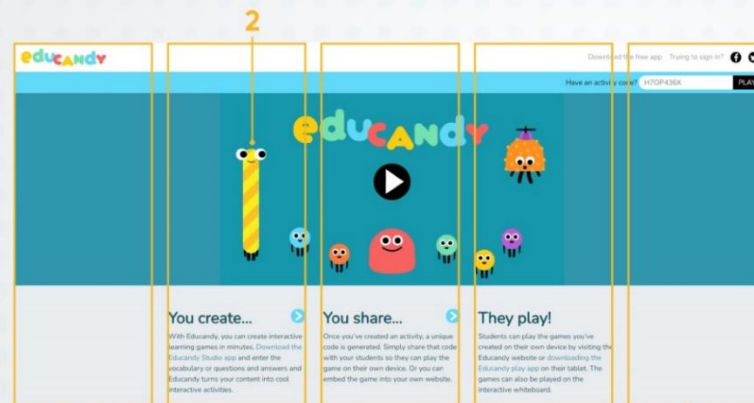 2
eduCANDY
Download the free app Trying to sign in?
Have an activity code? H7OP436X PLAY
eduCANDY
You create...
With Educandy, you can create interactive
learning games in minutes. Download the
Educandy Studio app and enter the
vocabulary or questions and answers and
Educandy turns your content into cool
interactive activities.
You share...
Once you've created an activity, a unique
code is generated. Simply share that code
with your students so they can play the
game on their own device. Or you can
embed the game into your own website.
They play!
Students can play the games you've
created on their own device by visiting the
Educandy website or downloading the
Educandy play app on their tablet. The
games can also be played on the
interactive whiteboard.